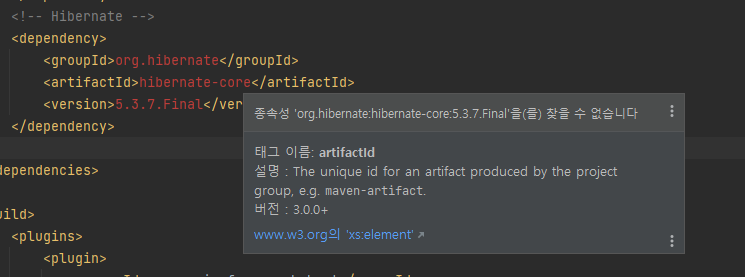 <!-- Hibernate -->
<dependency>
<groupId>org.hibernate</groupId>
<artifactId>hibernate-core</artifactId>
<version>5.3.7.Final</ver
종속성 'org.hibernate:hibernate-core:5.3.7.Final'을(를) 찾을 수 없습니다
</dependency>
태그 이름: artifactId
설명 : The unique id for an artifact produced by the project
group, e.g. maven-artifact.
버전 : 3.0.0+
www.w3.org의 'xs:element'
ependencies>
uild>
<plugins>
<plugin>